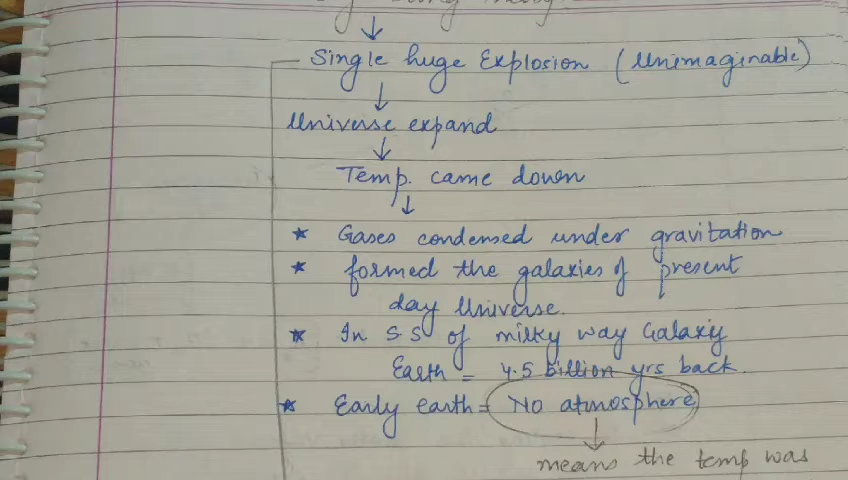 ↓
Single huge Explosion (Unimaginable)
↓
Universe expand
↓
Temp. came down
↓
★ Gases condensed under gravitation
★ formed the galaxies of present
day Universe.
★ In S S of milky way Galaxy
Earth = 4.5 billion yrs back.
★ Early earth = No atmosphere
↓
means the temp was